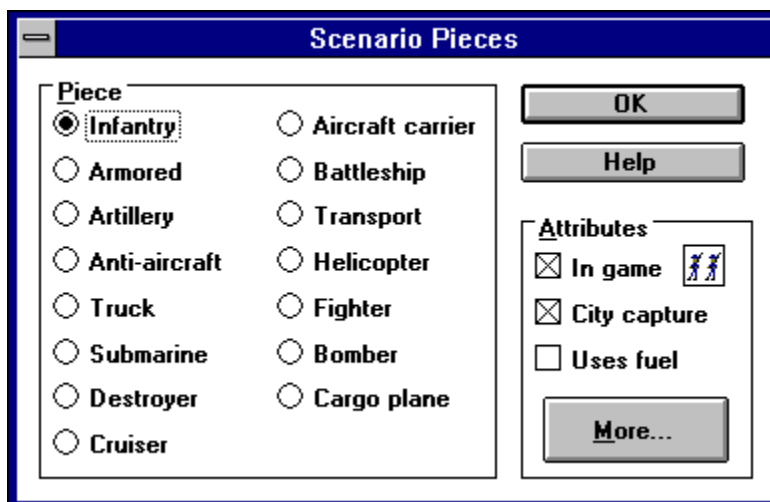 Scenario Pieces
Piece
Infantry
Armored
Artillery
Anti-aircraft
Truck
Submarine
Destroyer
Cruiser
Aircraft carrier
Battleship
Transport
Helicopter
Fighter
Bomber
Cargo plane
OK
Help
Attributes
In game
City capture
Uses fuel
More...